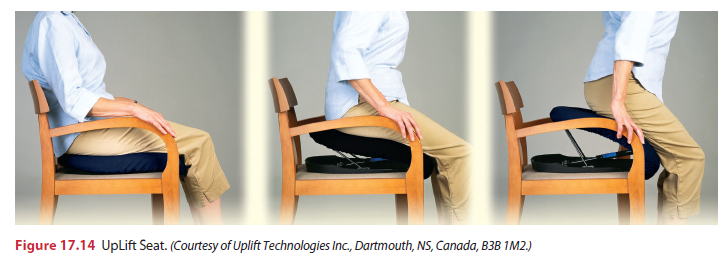 Figure 17.14 UpLift Seat. (Courtesy of Uplift Technologies Inc., Dartmouth, NS, Canada, B3B 1M2.)